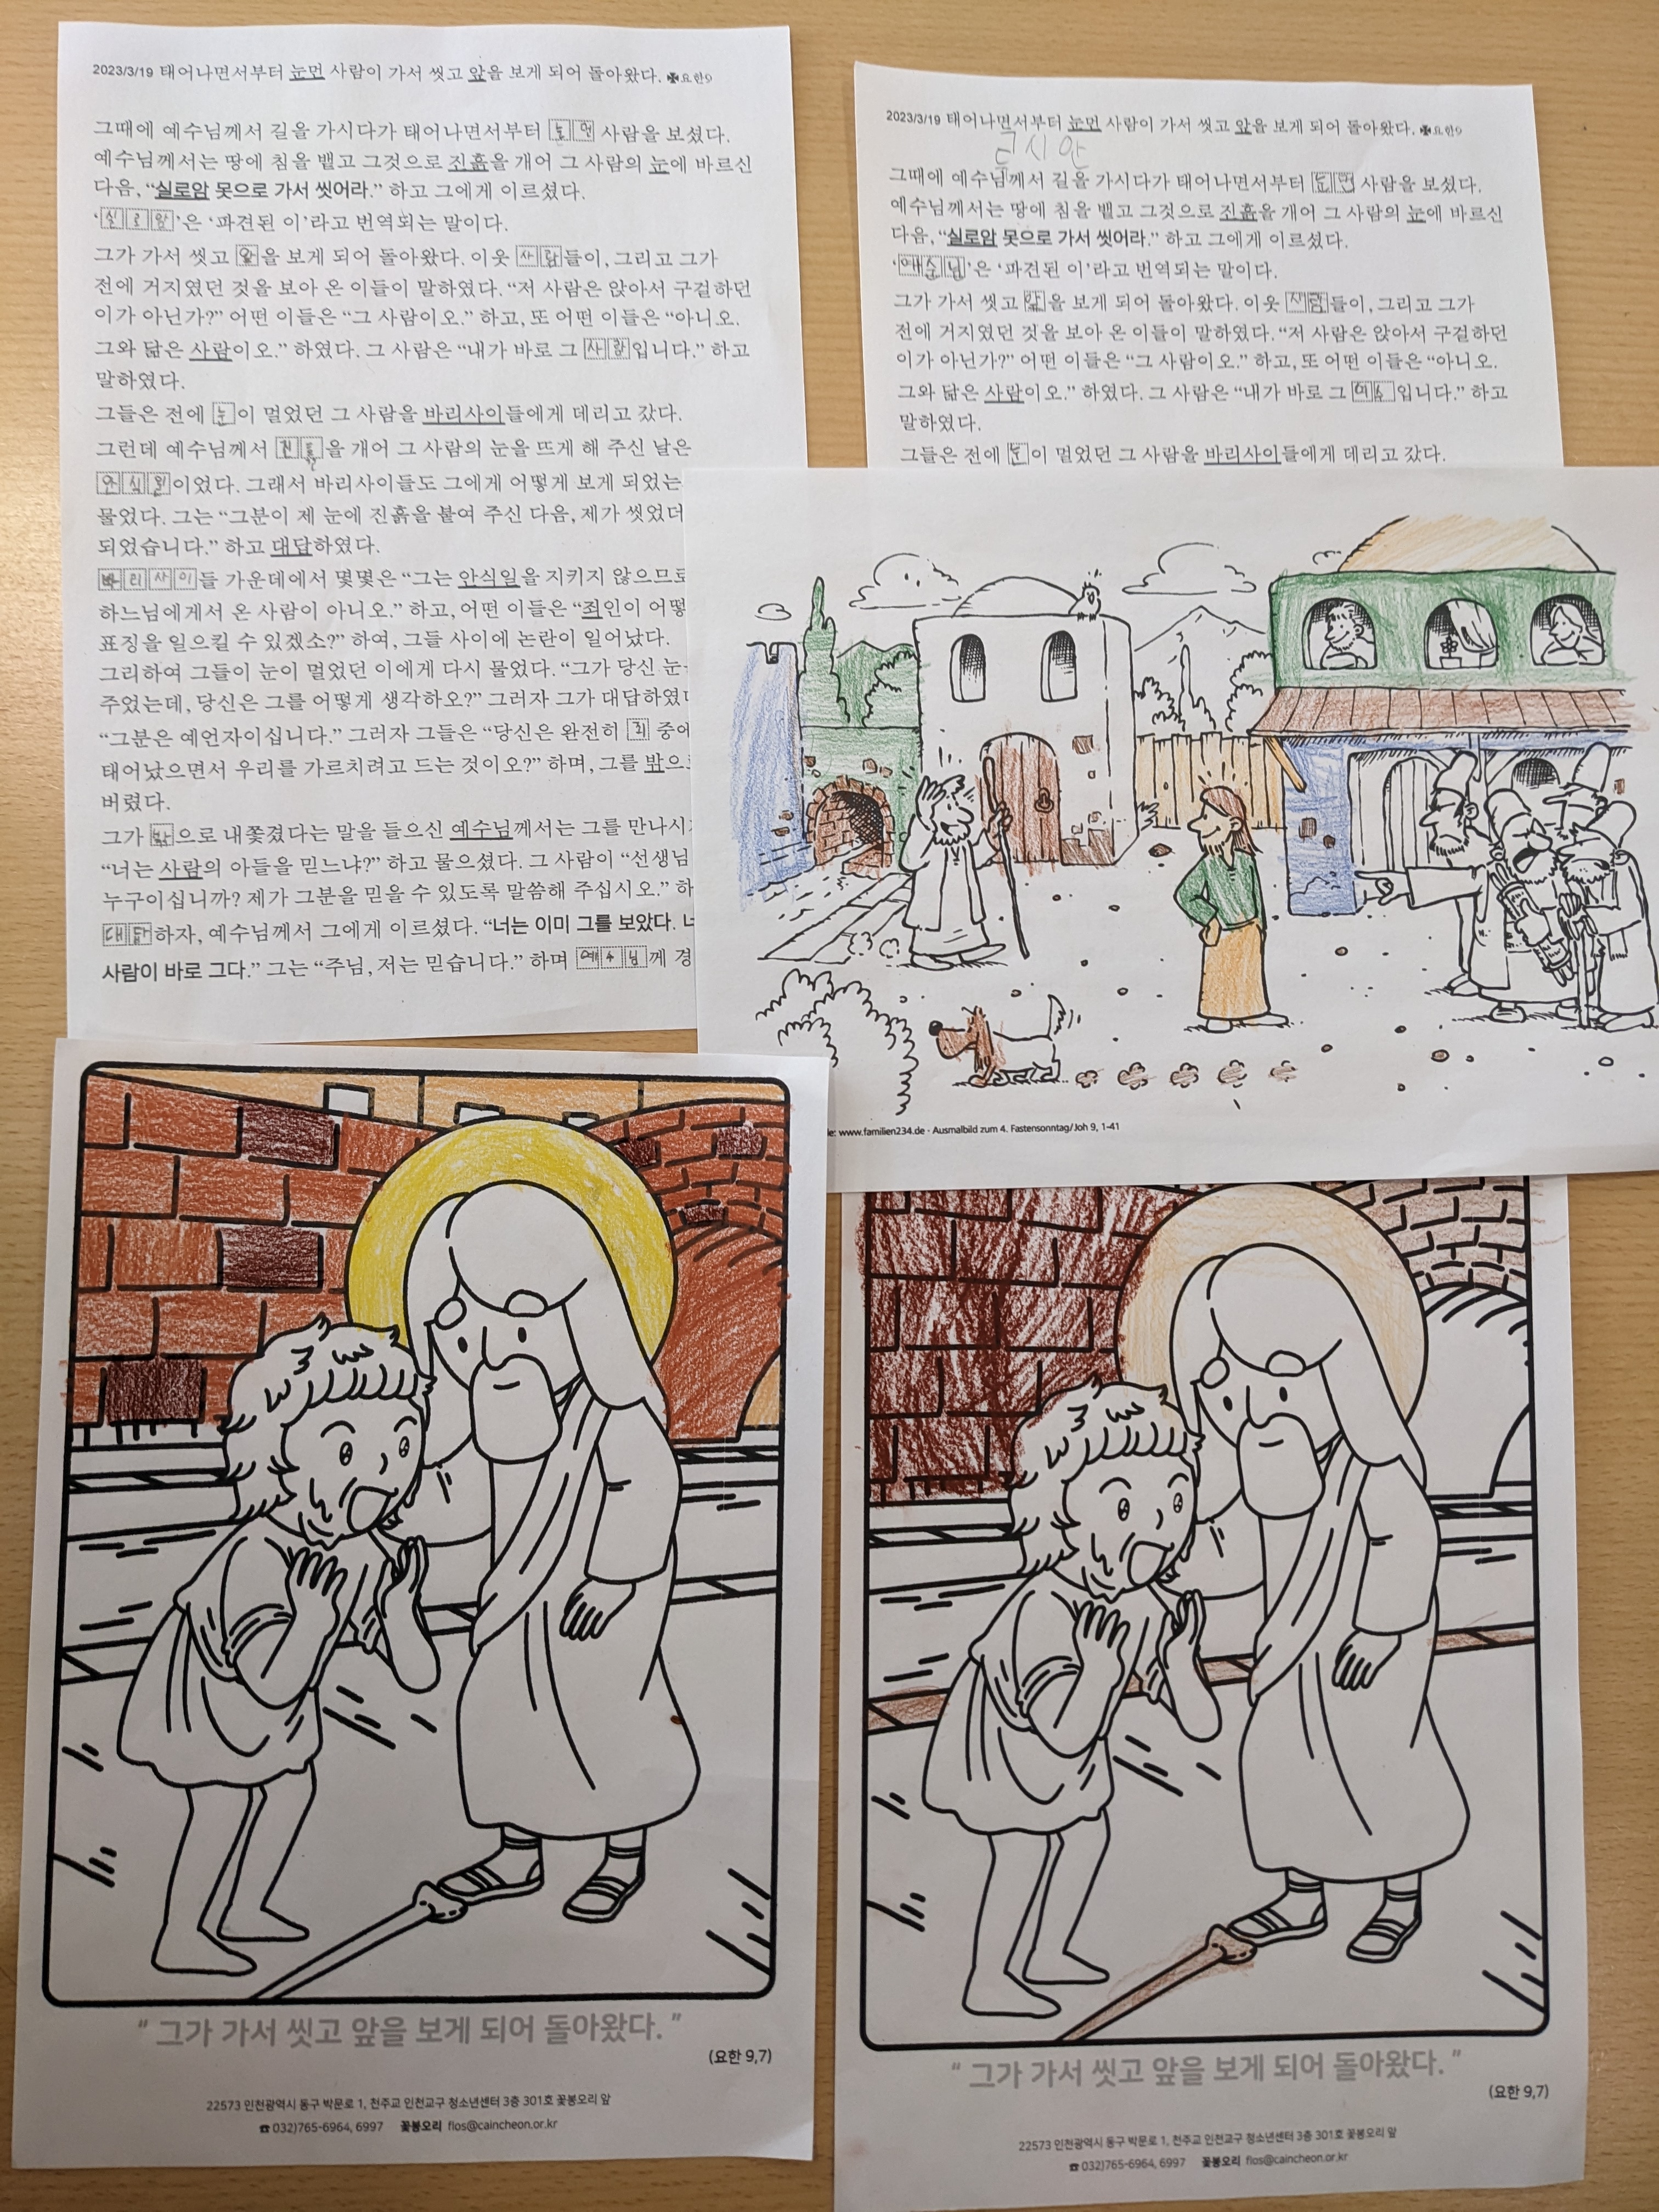 2023/3/19 태어나면서부터 눈먼 사람이 가서 씻고 앞을 보게 되어 돌아왔다. ✠요한9
그때에 예수님께서 길을 가시다가 태어나면서부터 눈먼 사람을 보셨다.
예수님께서는 땅에 침을 뱉고 그것으로 진흙을 개어 그 사람의 눈에 바르신
다음, “실로암 못으로 가서 씻어라.” 하고 그에게 이르셨다.
‘실로암’은 ‘파견된 이’라고 번역되는 말이다.
그가 가서 씻고 앞을 보게 되어 돌아왔다. 이웃 사람들이, 그리고 그가
전에 거지였던 것을 보아 온 이들이 말하였다. “저 사람은 앉아서 구걸하던
이가 아닌가?” 어떤 이들은 “그 사람이오.” 하고, 또 어떤 이들은 “아니오.
그와 닮은 사람이오.” 하였다. 그 사람은 “내가 바로 그 사람입니다.” 하고
말하였다.
그들은 전에 눈이 멀었던 그 사람을 바리사이들에게 데리고 갔다.
그런데 예수님께서 진흙을 개어 그 사람의 눈을 뜨게 해 주신 날은
안식일이었다. 그래서 바리사이들도 그에게 어떻게 보게 되었는
물었다. 그는 “그분이 제 눈에 진흙을 붙여 주신 다음, 제가 씻었더
되었습니다.” 하고 대답하였다.
바리사이들 가운데에서 몇몇은 “그는 안식일을 지키지 않으므로
하느님에게서 온 사람이 아니오.” 하고, 어떤 이들은 “죄인이 어떻
표징을 일으킬 수 있겠소?” 하여, 그들 사이에 논란이 일어났다.
그리하여 그들이 눈이 멀었던 이에게 다시 물었다. “그가 당신 눈
주었는데, 당신은 그를 어떻게 생각하오?” 그러자 그가 대답하였
“그분은 예언자이십니다.” 그러자 그들은 “당신은 완전히 죄 중에
태어났으면서 우리를 가르치려고 드는 것이오?” 하며, 그를 밖으
버렸다.
그가 밖으로 내쫓겼다는 말을 들으신 예수님께서는 그를 만나시
“너는 사람의 아들을 믿느냐?” 하고 물으셨다. 그 사람이 “선생님
누구이십니까? 제가 그분을 믿을 수 있도록 말씀해 주십시오.” 하
대답하자, 예수님께서 그에게 이르셨다. “너는 이미 그를 보았다. 너
사람이 바로 그다.” 그는 “주님, 저는 믿습니다.” 하며 예수님께 경
2023/3/19 태어나면서부터 눈먼 사람이 가서 씻고 앞을 보게 되어 돌아왔다. ✠요한9
시안
그때에 예수님께서 길을 가시다가 태어나면서부터 눈먼 사람을 보셨다.
예수님께서는 땅에 침을 뱉고 그것으로 진흙을 개어 그 사람의 눈에 바르신
다음, “실로암 못으로 가서 씻어라.” 하고 그에게 이르셨다.
‘예수님’은 ‘파견된 이’라고 번역되는 말이다.
그가 가서 씻고 앞을 보게 되어 돌아왔다. 이웃 사람들이, 그리고 그가
전에 거지였던 것을 보아 온 이들이 말하였다. “저 사람은 앉아서 구걸하던
이가 아닌가?” 어떤 이들은 “그 사람이오.” 하고, 또 어떤 이들은 “아니오.
그와 닮은 사람이오.” 하였다. 그 사람은 “내가 바로 그 예수입니다.” 하고
말하였다.
그들은 전에 눈이 멀었던 그 사람을 바리사이들에게 데리고 갔다.
le: www.familien234.de · Ausmalbild zum 4. Fastensonntag/Joh 9, 1-41
“ 그가 가서 씻고 앞을 보게 되어 돌아왔다. ”
(요한 9,7)
22573 인천광역시 동구 박문로 1, 천주교 인천교구 청소년센터 3층 301호 꽃봉오리 앞
☎ 032)765-6964, 6997 꽃봉오리 flos@caincheon.or.kr
“ 그가 가서 씻고 앞을 보게 되어 돌아왔다. ”
(요한 9,7)
22573 인천광역시 동구 박문로 1, 천주교 인천교구 청소년센터 3층 301호 꽃봉오리 앞
☎ 032)765-6964, 6997 꽃봉오리 flos@caincheon.or.kr